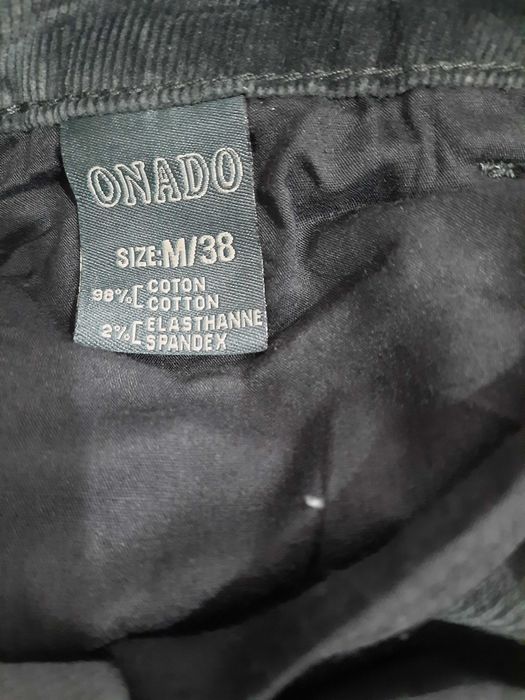 ONADO
SIZE:M/38
98%[ COTON
COTTON
2%[ ELASTHANNE
SPANDEX